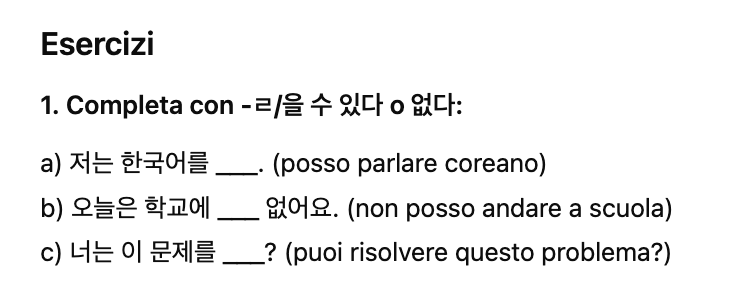 Esercizi
1. Completa con -ㄹ/을 수 있다 o 없다:
a) 저는 한국어를 ____. (posso parlare coreano)
b) 오늘은 학교에 ____ 없어요. (non posso andare a scuola)
c) 너는 이 문제를 ____? (puoi risolvere questo problema?)